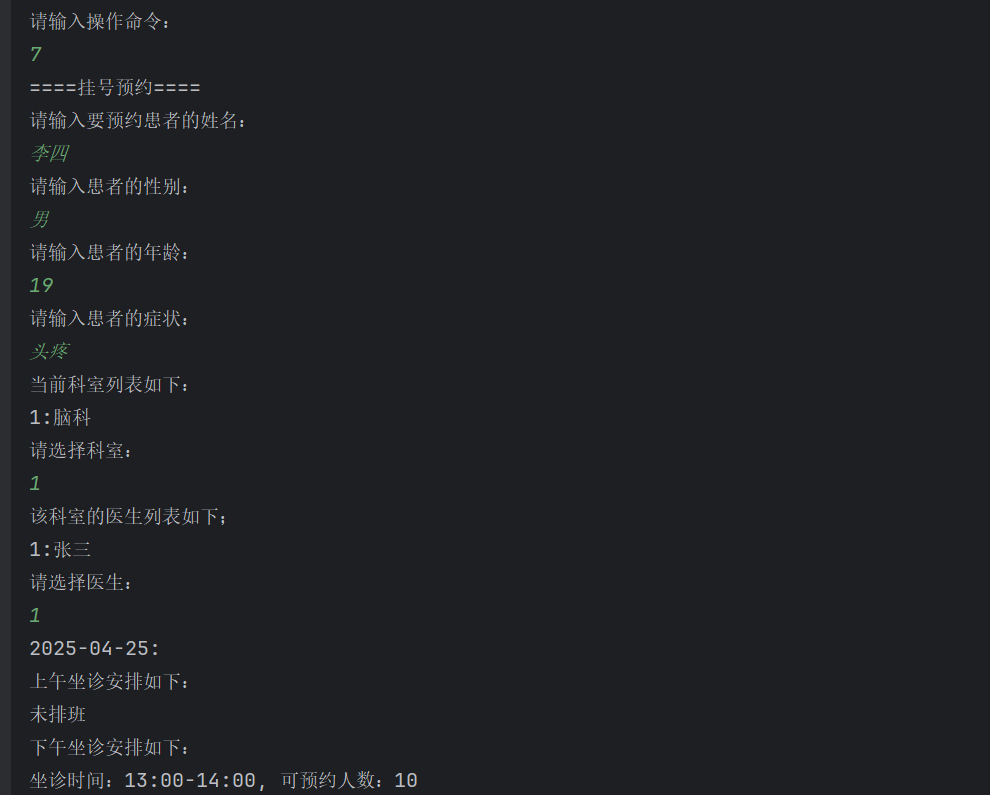 请输入操作命令：
7
====挂号预约====
请输入要预约患者的姓名：
李四
请输入患者的性别：
男
请输入患者的年龄：
19
请输入患者的症状：
头疼
当前科室列表如下：
1:脑科
请选择科室：
1
该科室的医生列表如下；
1:张三
请选择医生：
1
2025-04-25:
上午坐诊安排如下：
未排班
下午坐诊安排如下：
坐诊时间：13:00-14:00, 可预约人数：10